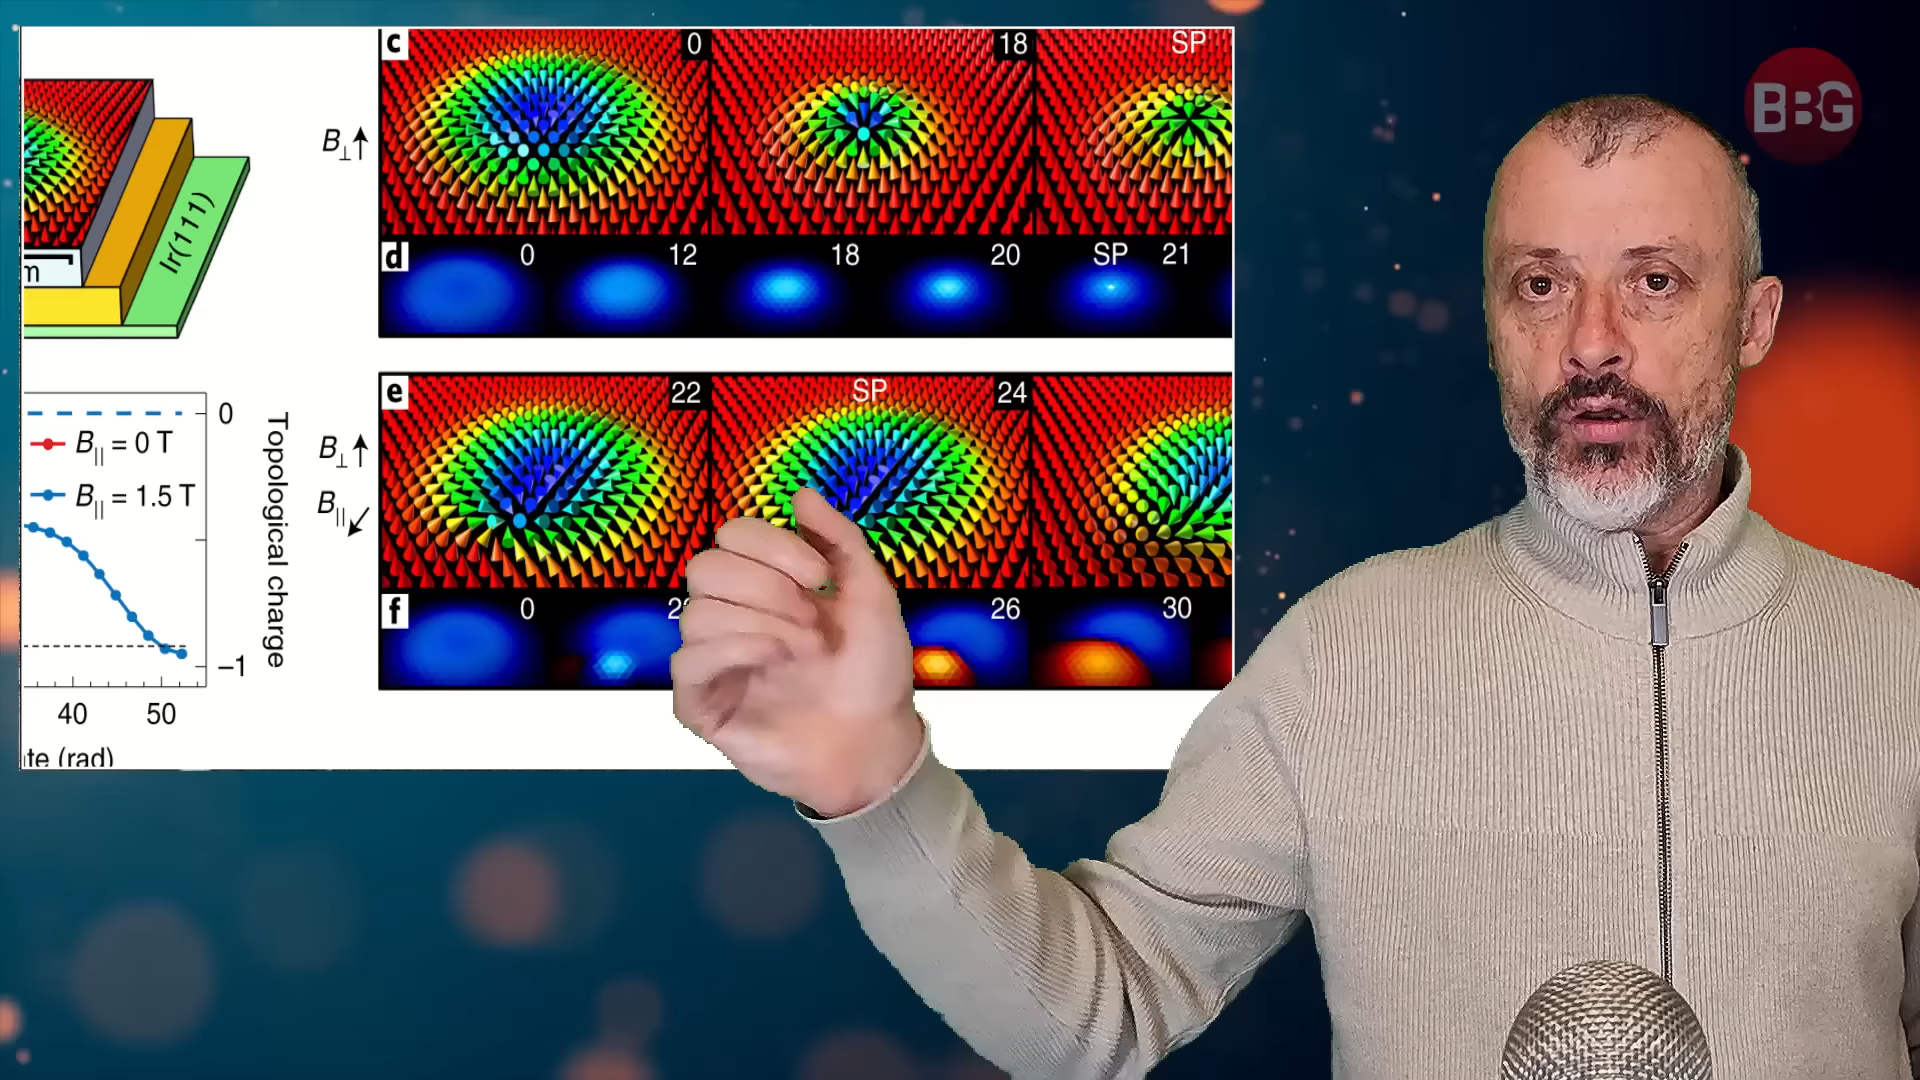 c 0 18 SP
B⊥↑
Ir(111)
m
d 0 12 18 20 SP 21
e 22 SP 24
B⊥↑
B||↙
f 0 26 30
0
B|| = 0 T
B|| = 1.5 T
Topological charge
–1
40 50
te (rad)
BBG